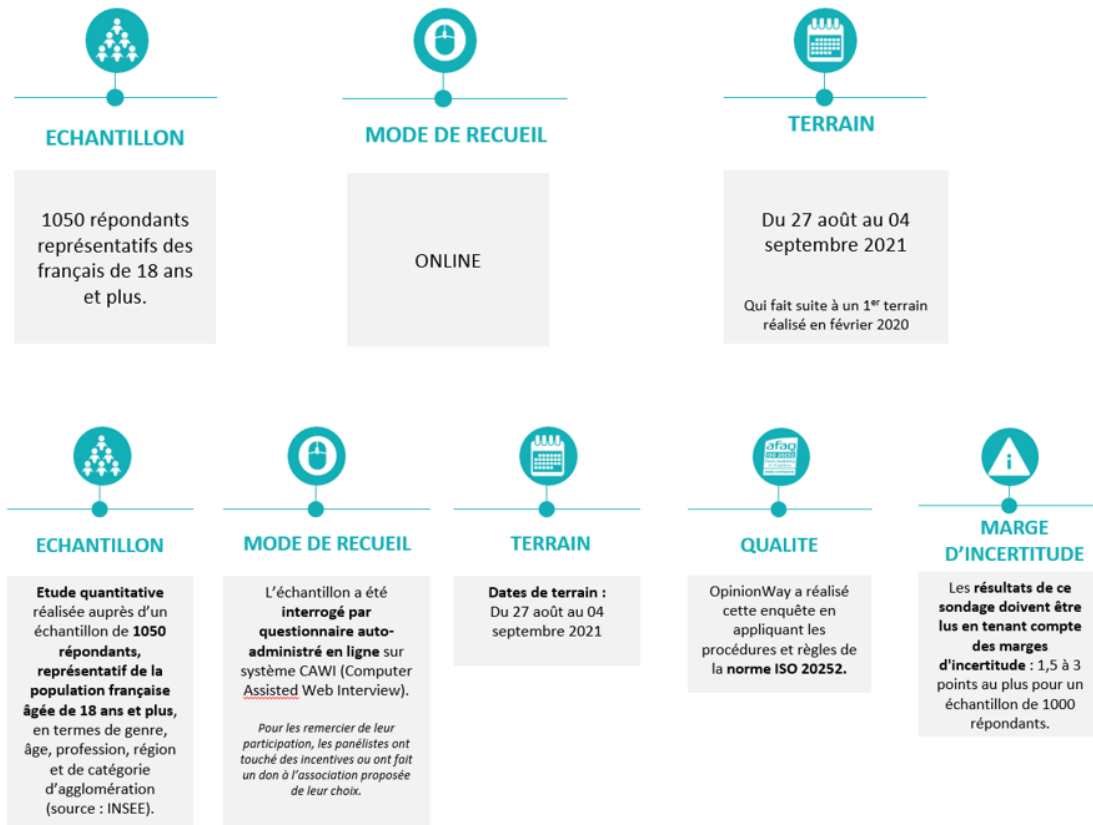 ECHANTILLON
1050 répondants
représentatifs des
français de 18 ans
et plus.
MODE DE RECUEIL
ONLINE
TERRAIN
Du 27 août au 04
septembre 2021
Qui fait suite à un 1er terrain
réalisé en février 2020
ECHANTILLON
Etude quantitative
réalisée auprès d'un
échantillon de 1050
répondants,
représentatif de la
population française
âgée de 18 ans et plus,
en termes de genre,
âge, profession, région
et de catégorie
d'agglomération
(source : INSEE).
MODE DE RECUEIL
L'échantillon a été
interrogé par
questionnaire auto-
administré en ligne sur
système CAWI (Computer
Assisted Web Interview).
Pour les remercier de leur
participation, les panélistes ont
touché des incentives ou ont fait
un don à l'association proposée
de leur choix.
TERRAIN
Dates de terrain :
Du 27 août au 04
septembre 2021
afaq
QUALITE
OpinionWay a réalisé
cette enquête en
appliquant les
procédures et règles de
la norme ISO 20252.
MARGE
D'INCERTITUDE
Les résultats de ce
sondage doivent être
lus en tenant compte
des marges
d'incertitude : 1,5 à 3
points au plus pour un
échantillon de 1000
répondants.